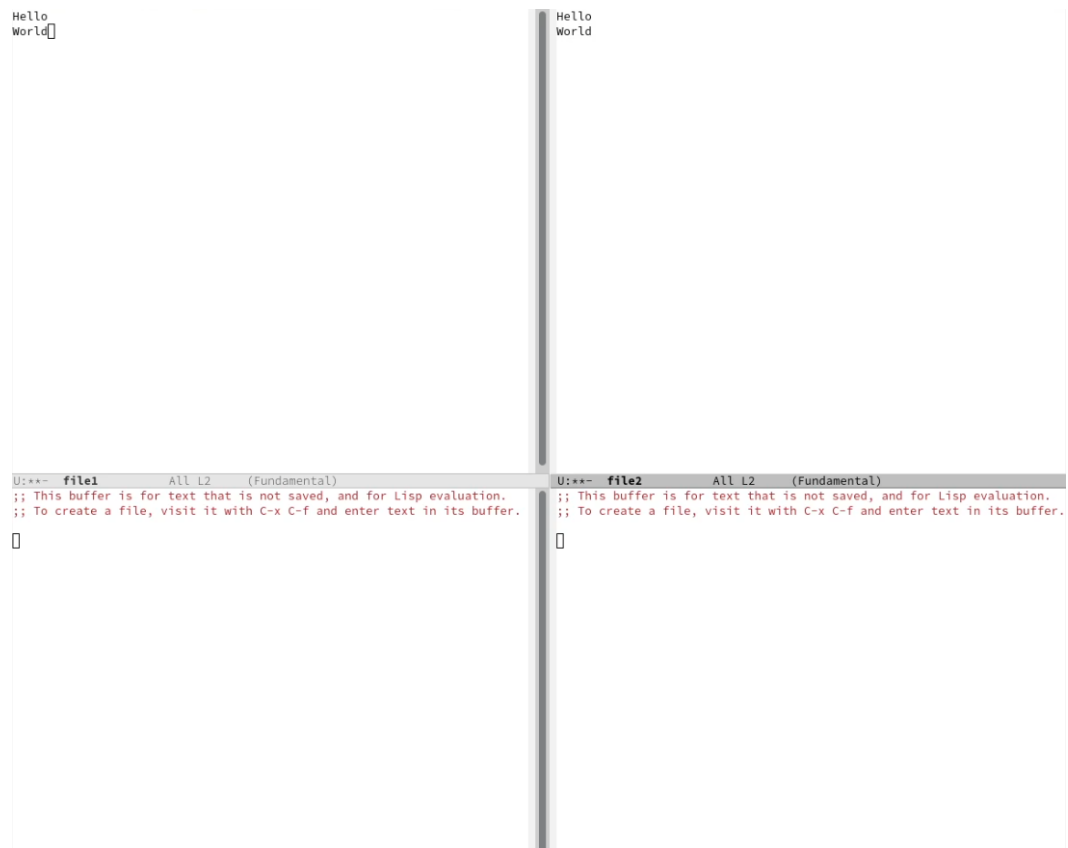 Hello
World
U:**-  file1          All L2     (Fundamental)
;; This buffer is for text that is not saved, and for Lisp evaluation.
;; To create a file, visit it with C-x C-f and enter text in its buffer.
Hello
World
U:**-  file2          All L2     (Fundamental)
;; This buffer is for text that is not saved, and for Lisp evaluation.
;; To create a file, visit it with C-x C-f and enter text in its buffer.